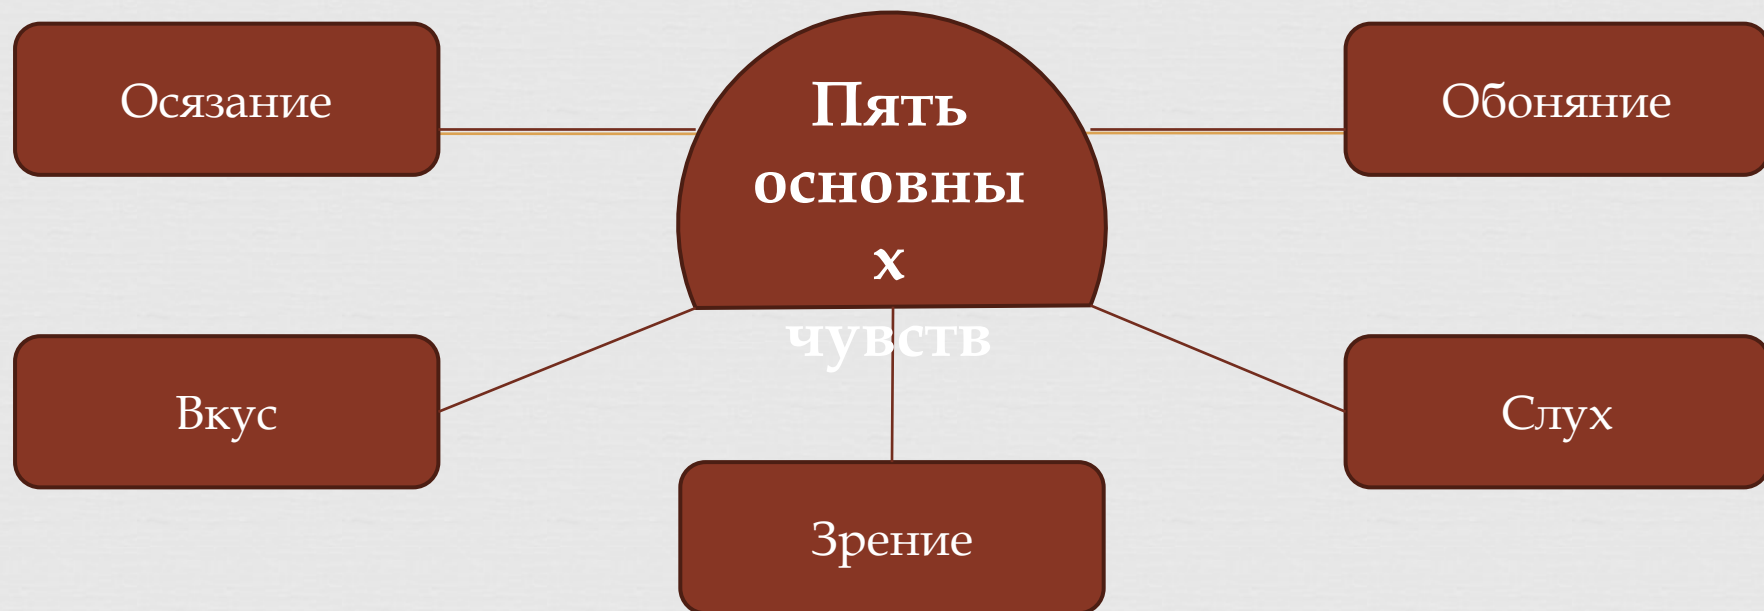 Осязание
Пять
основны
х
чувств
Обоняние
Вкус
Слух
Зрение